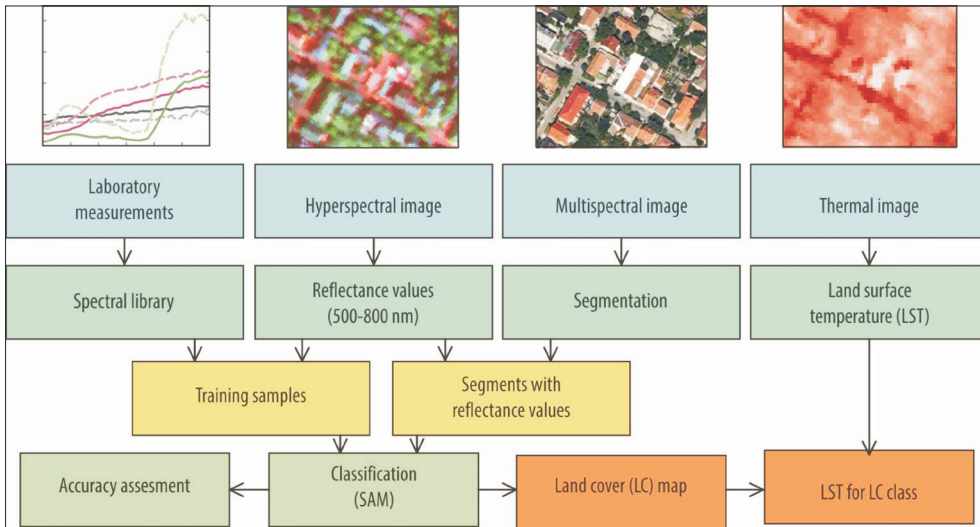 Laboratory
measurements
Hyperspectral image
Multispectral image
Thermal image
Spectral library
Reflectance values
(500-800 nm)
Segmentation
Land surface
temperature (LST)
Training samples
Segments with
reflectance values
Accuracy assesment
Classification
(SAM)
Land cover (LC) map
LST for LC class